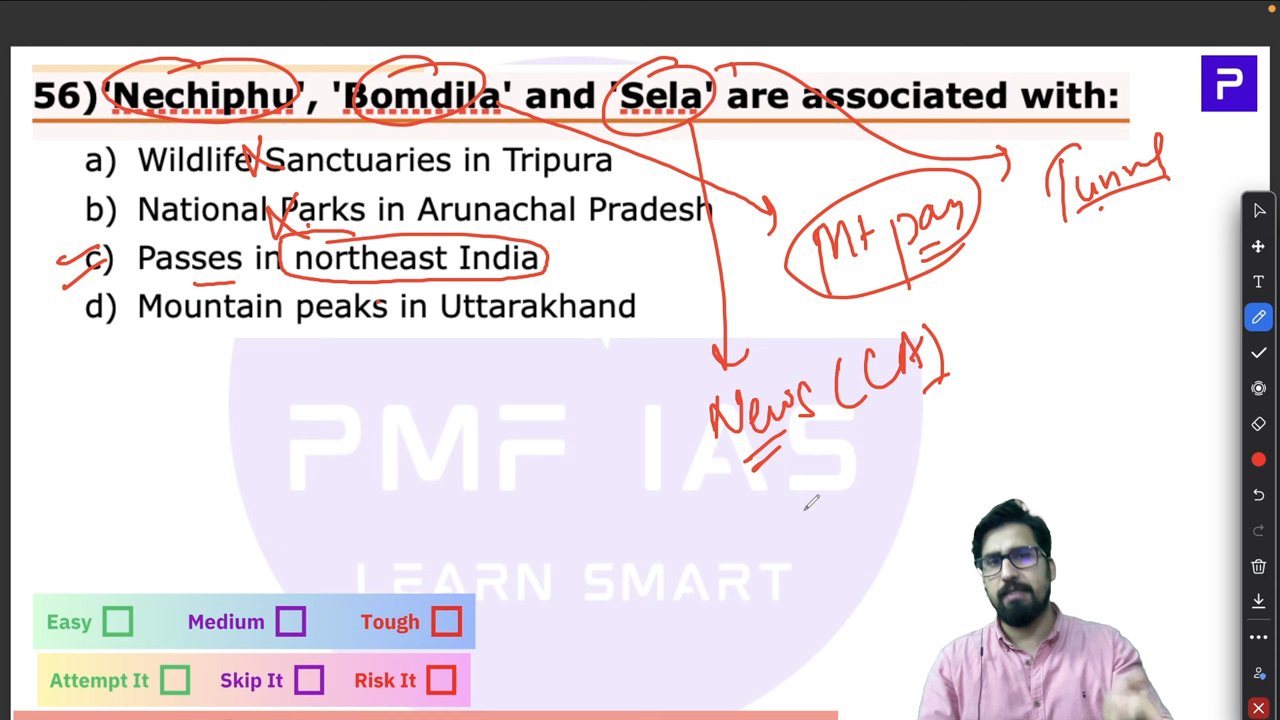 56) 'Nechiphu', 'Bomdila' and 'Sela' are associated with:
a) Wildlife Sanctuaries in Tripura
b) National Parks in Arunachal Pradesh
c) Passes in northeast India
d) Mountain peaks in Uttarakhand
Tunnel
Mt pass
News (CA)
P
PMF IAS
LEARN SMART
Easy Medium Tough
Attempt It Skip It Risk It
T